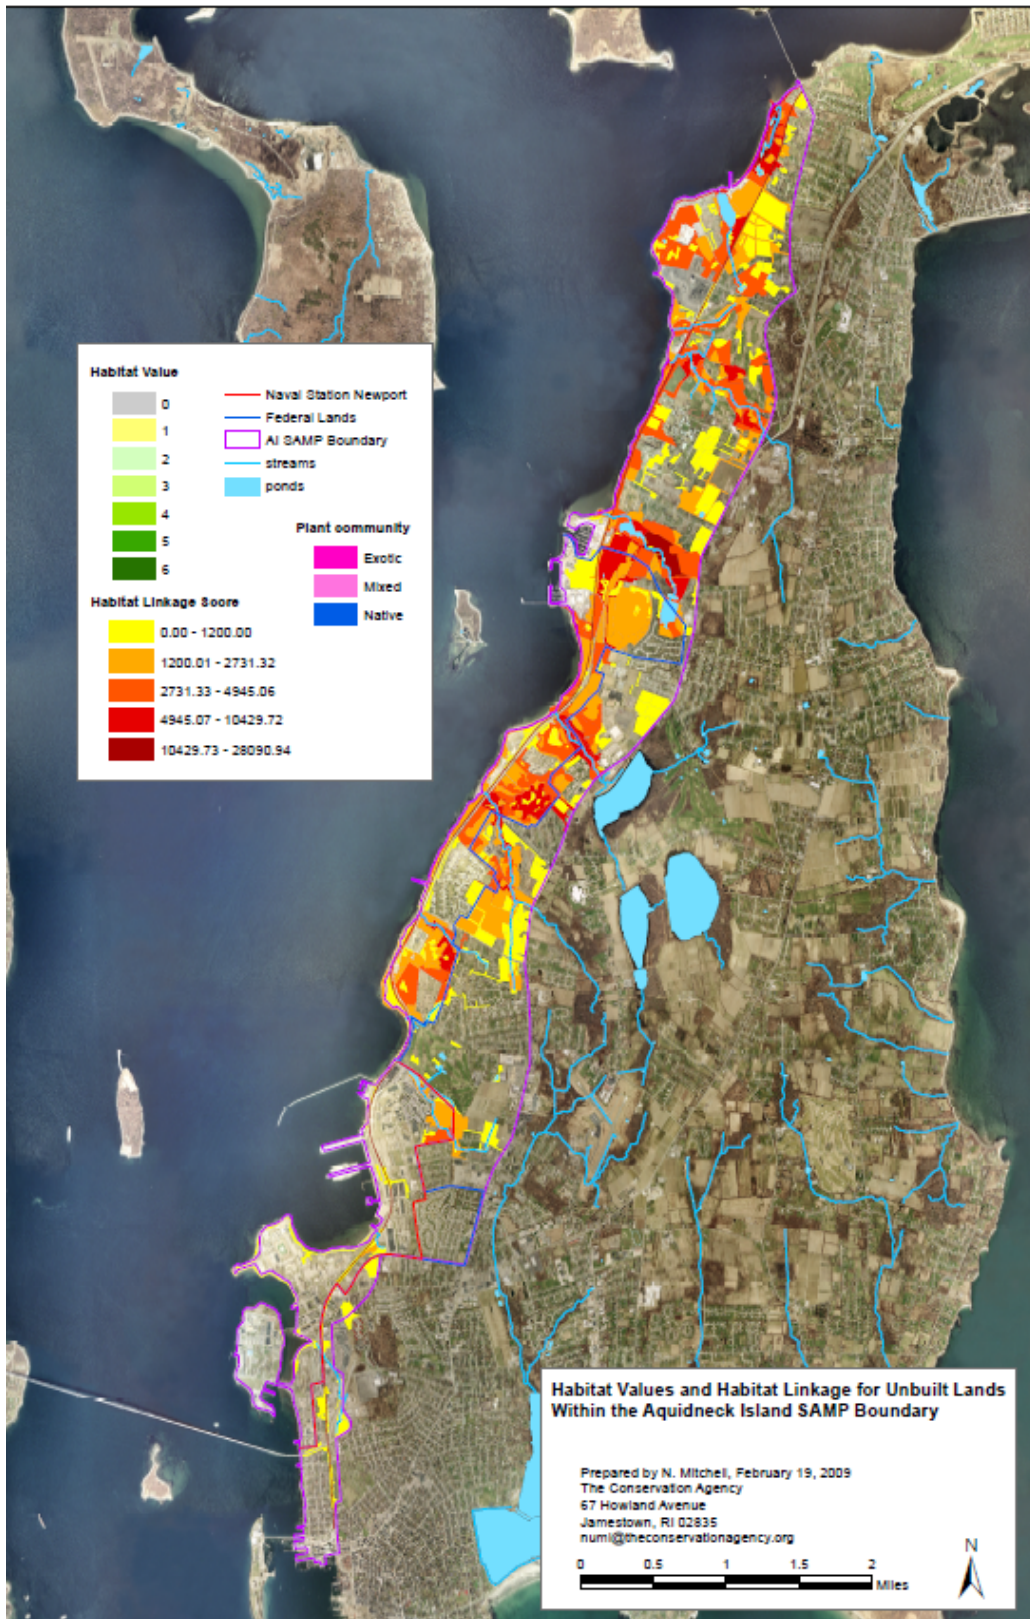 Habitat Value
0
1
2
3
4
5
6
Naval Station Newport
Federal Lands
AI SAMP Boundary
streams
ponds
Plant community
Exotic
Mixed
Native
Habitat Linkage Score
0.00 - 1200.00
1200.01 - 2731.32
2731.33 - 4945.06
4945.07 - 10429.72
10429.73 - 28090.94
Habitat Values and Habitat Linkage for Unbuilt Lands
Within the Aquidneck Island SAMP Boundary
Prepared by N. Mitchell, February 19, 2009
The Conservation Agency
67 Howland Avenue
Jamestown, RI 02835
numi@theconservationagency.org
N
0 0.5 1 1.5 2
Miles